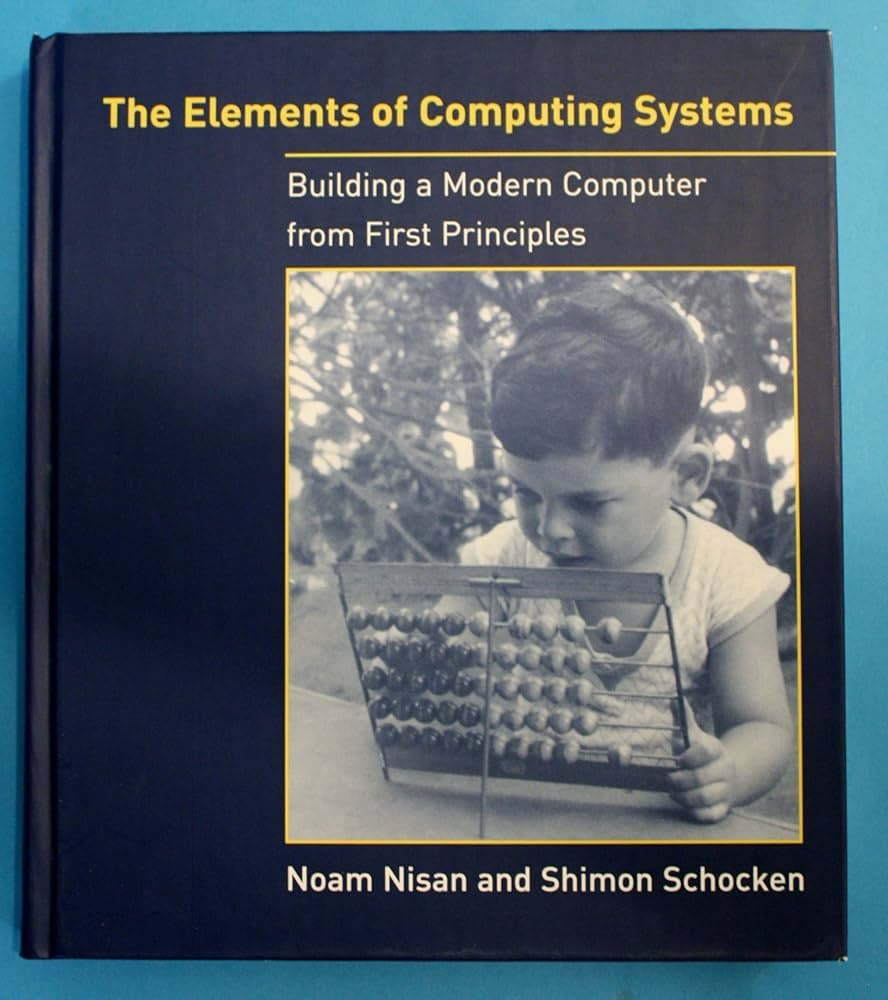 The Elements of Computing Systems
Building a Modern Computer
from First Principles
Noam Nisan and Shimon Schocken